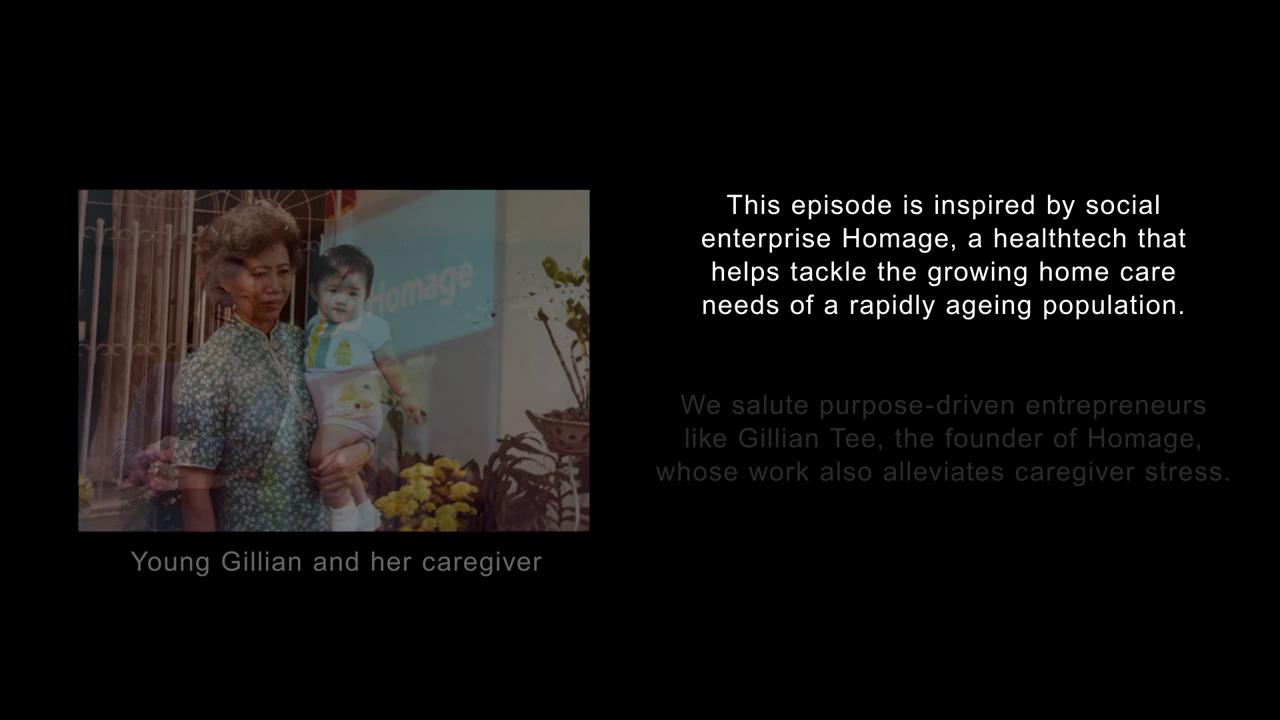 Homage
Young Gillian and her caregiver
This episode is inspired by social
enterprise Homage, a healthtech that
helps tackle the growing home care
needs of a rapidly ageing population.
We salute purpose-driven entrepreneurs
like Gillian Tee, the founder of Homage,
whose work also alleviates caregiver stress.